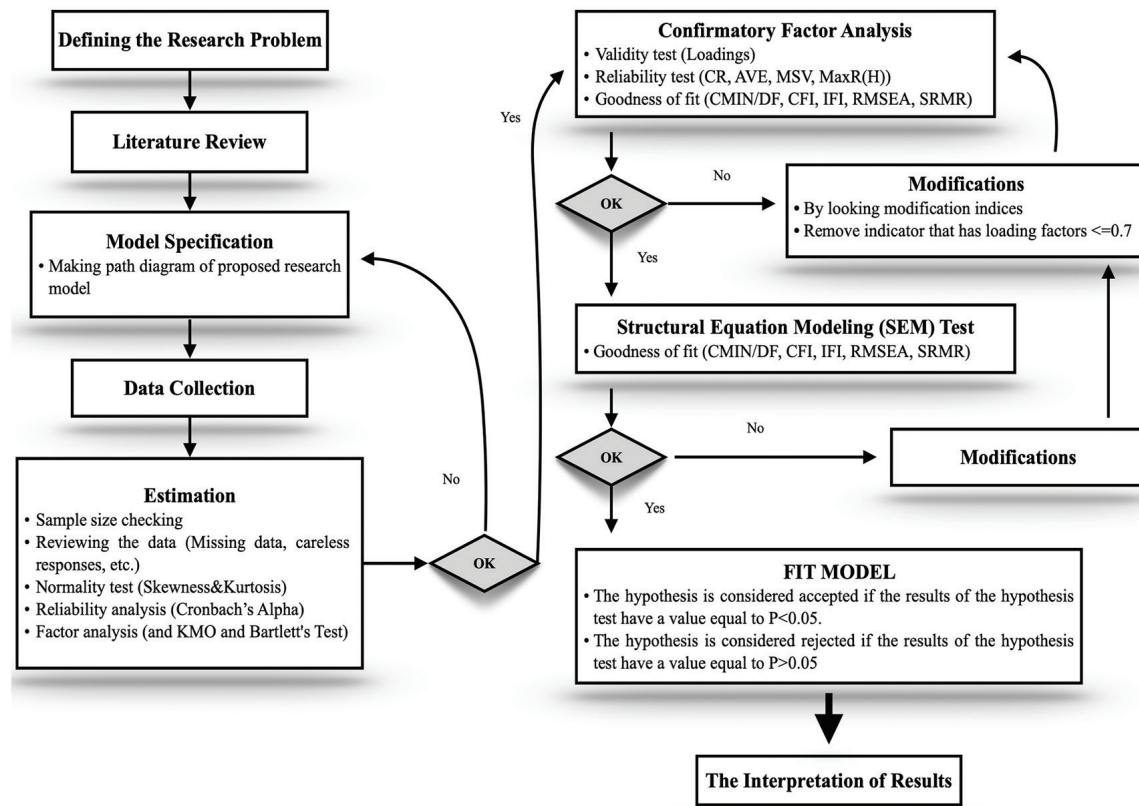 Defining the Research Problem
Literature Review
Model Specification
• Making path diagram of proposed research
model
Data Collection
Estimation
• Sample size checking
• Reviewing the data (Missing data, careless
responses, etc.)
• Normality test (Skewness&Kurtosis)
• Reliability analysis (Cronbach's Alpha)
• Factor analysis (and KMO and Bartlett's Test)
No
OK
Yes
Confirmatory Factor Analysis
• Validity test (Loadings)
• Reliability test (CR, AVE, MSV, MaxR(H))
• Goodness of fit (CMIN/DF, CFI, IFI, RMSEA, SRMR)
OK
No
Modifications
• By looking modification indices
• Remove indicator that has loading factors <=0.7
Yes
Structural Equation Modeling (SEM) Test
• Goodness of fit (CMIN/DF, CFI, IFI, RMSEA, SRMR)
OK
No
Modifications
Yes
FIT MODEL
• The hypothesis is considered accepted if the results of the hypothesis
test have a value equal to P<0.05.
• The hypothesis is considered rejected if the results of the hypothesis
test have a value equal to P>0.05
The Interpretation of Results